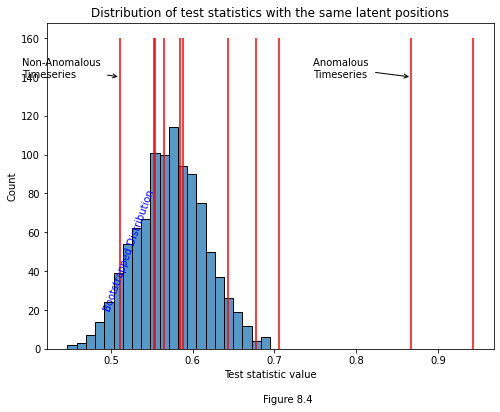 Distribution of test statistics with the same latent positions
160
140
120
100
80
60
40
20
0
Count
Non-Anomalous
Timeseries
Anomalous
Timeseries
Bootstrapped Distribution
0.5 0.6 0.7 0.8 0.9
Test statistic value
Figure 8.4